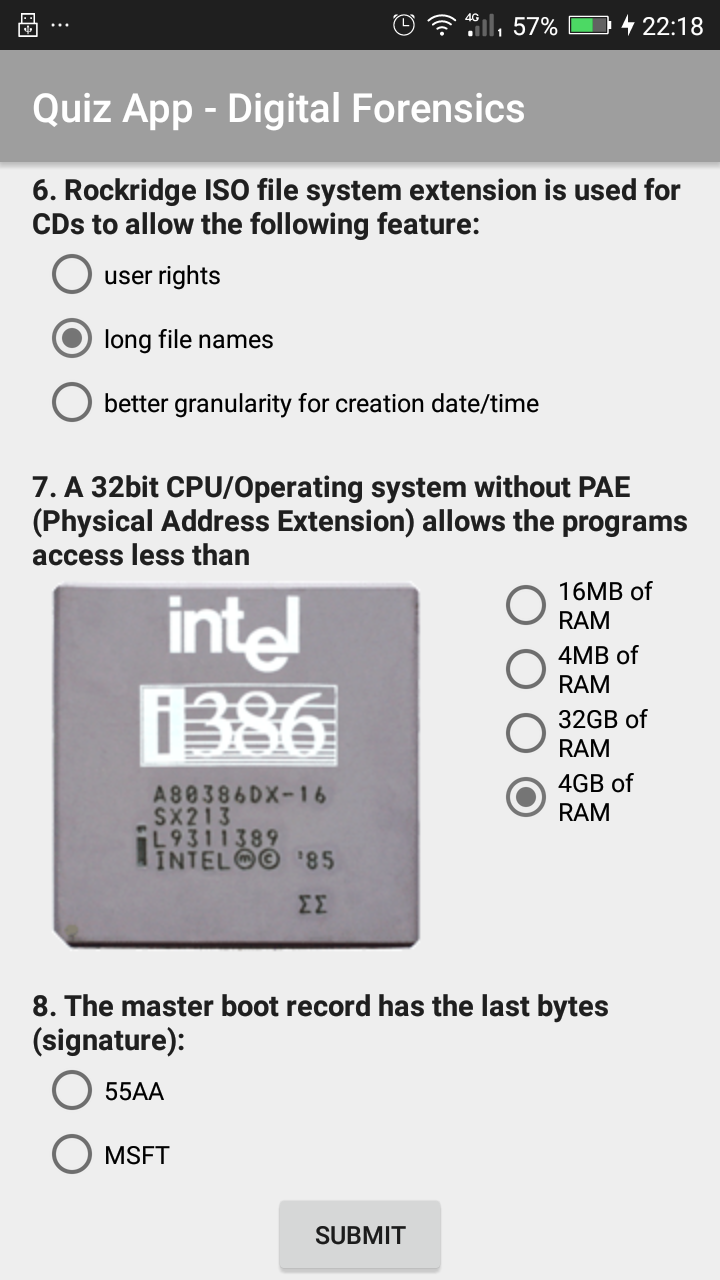 4G 1 57% 22:18
Quiz App - Digital Forensics
6. Rockridge ISO file system extension is used for
CDs to allow the following feature:
user rights
long file names
better granularity for creation date/time
7. A 32bit CPU/Operating system without PAE
(Physical Address Extension) allows the programs
access less than
intel
i386
A80386DX-16
SX213
L9311389
INTEL Ⓜ © '85
ΣΣ
16MB of
RAM
4MB of
RAM
32GB of
RAM
4GB of
RAM
8. The master boot record has the last bytes
(signature):
55AA
MSFT
SUBMIT